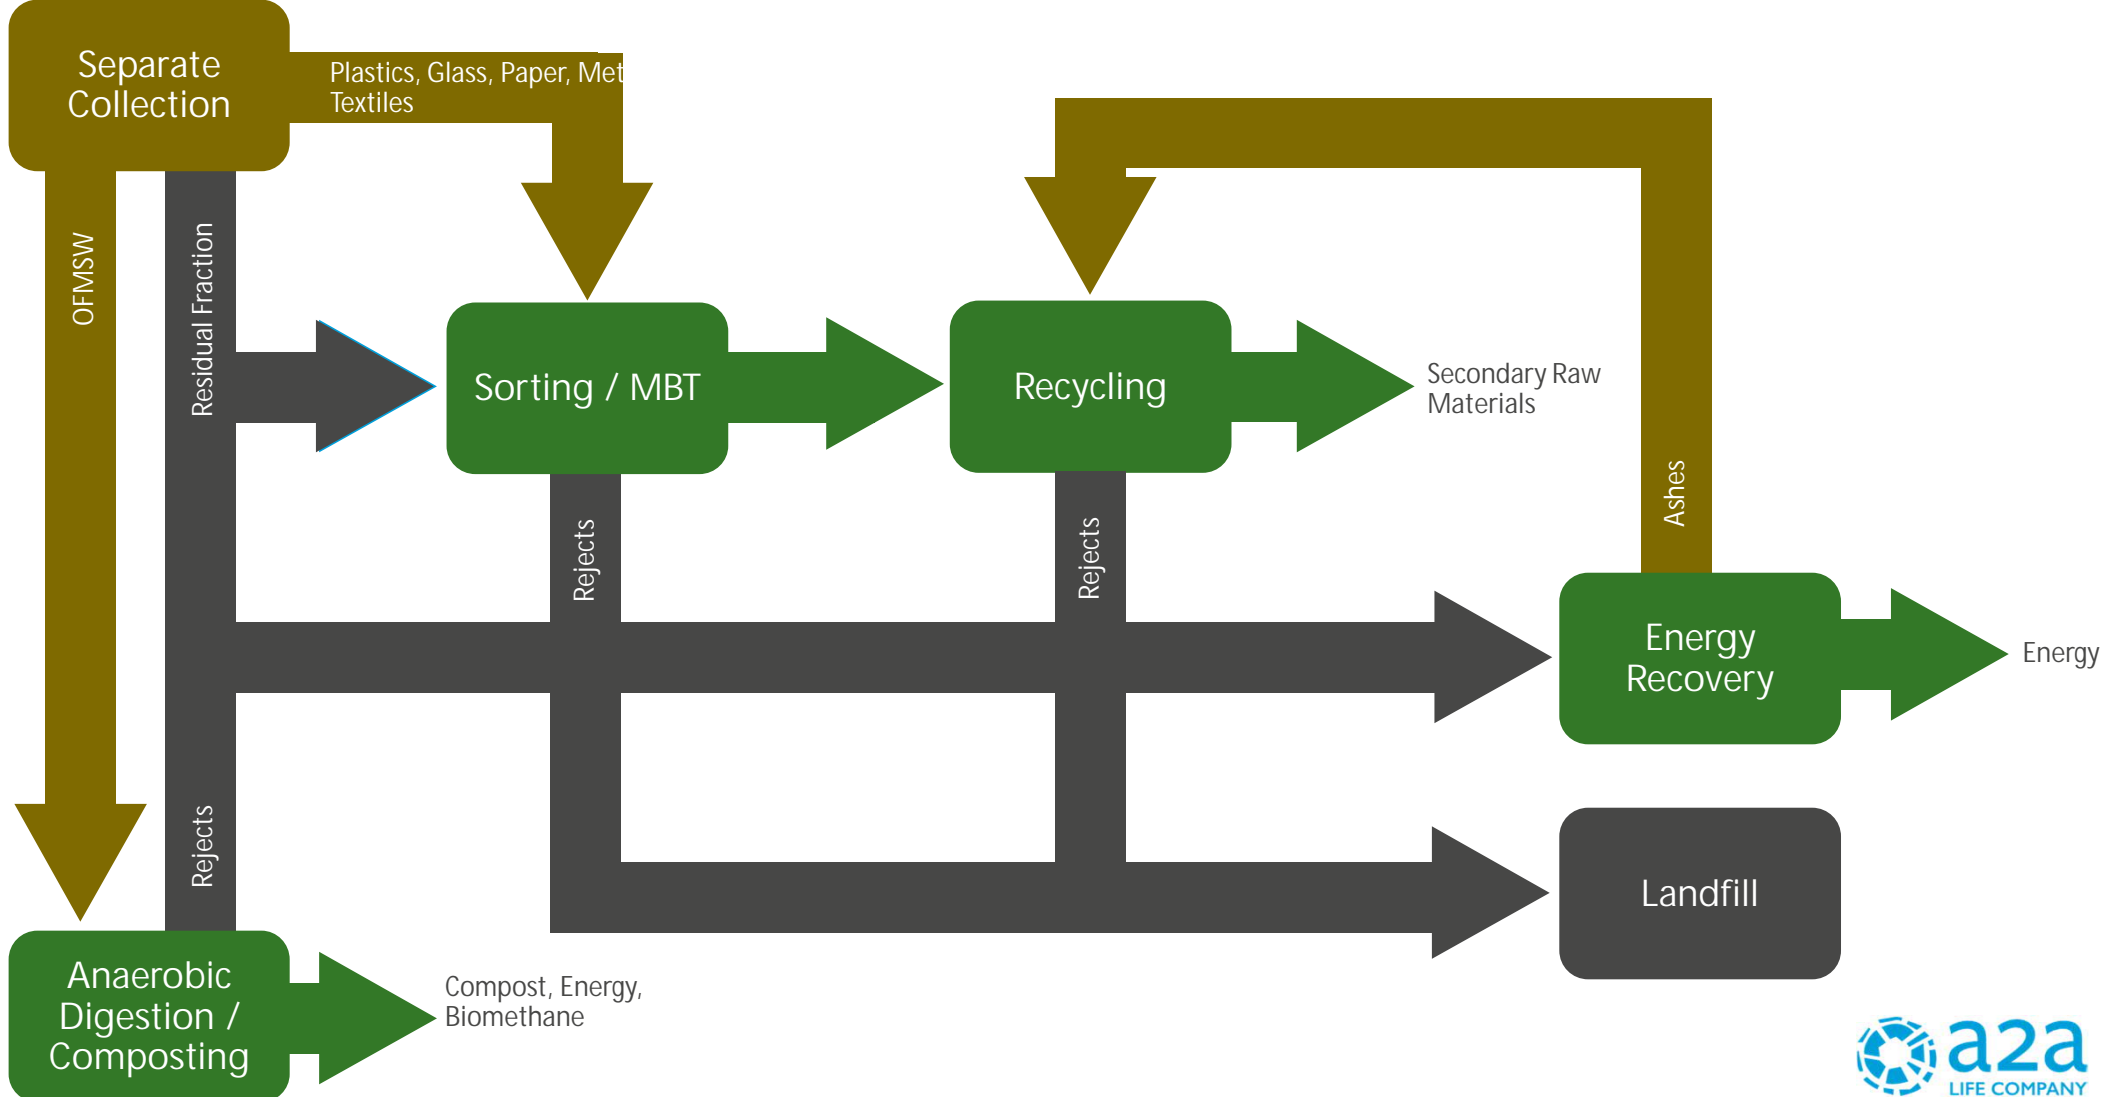 Separate
Collection
Plastics, Glass, Paper, Met
Textiles
OFMSW
Residual Fraction
Sorting / MBT
Recycling
Secondary Raw
Materials
Ashes
Rejects
Rejects
Energy
Recovery
Energy
Rejects
Landfill
Anaerobic
Digestion /
Composting
Compost, Energy,
Biomethane
a2a
LIFE COMPANY